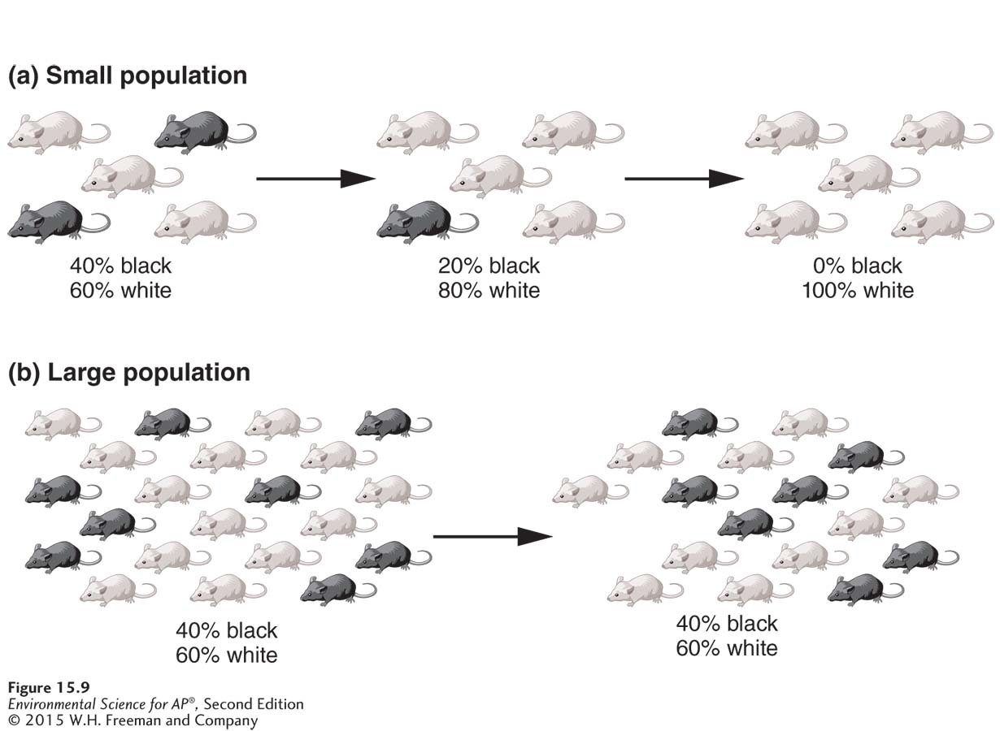 (a) Small population
40% black
60% white
20% black
80% white
0% black
100% white
(b) Large population
40% black
60% white
40% black
60% white
Figure 15.9
Environmental Science for AP®, Second Edition
© 2015 W.H. Freeman and Company